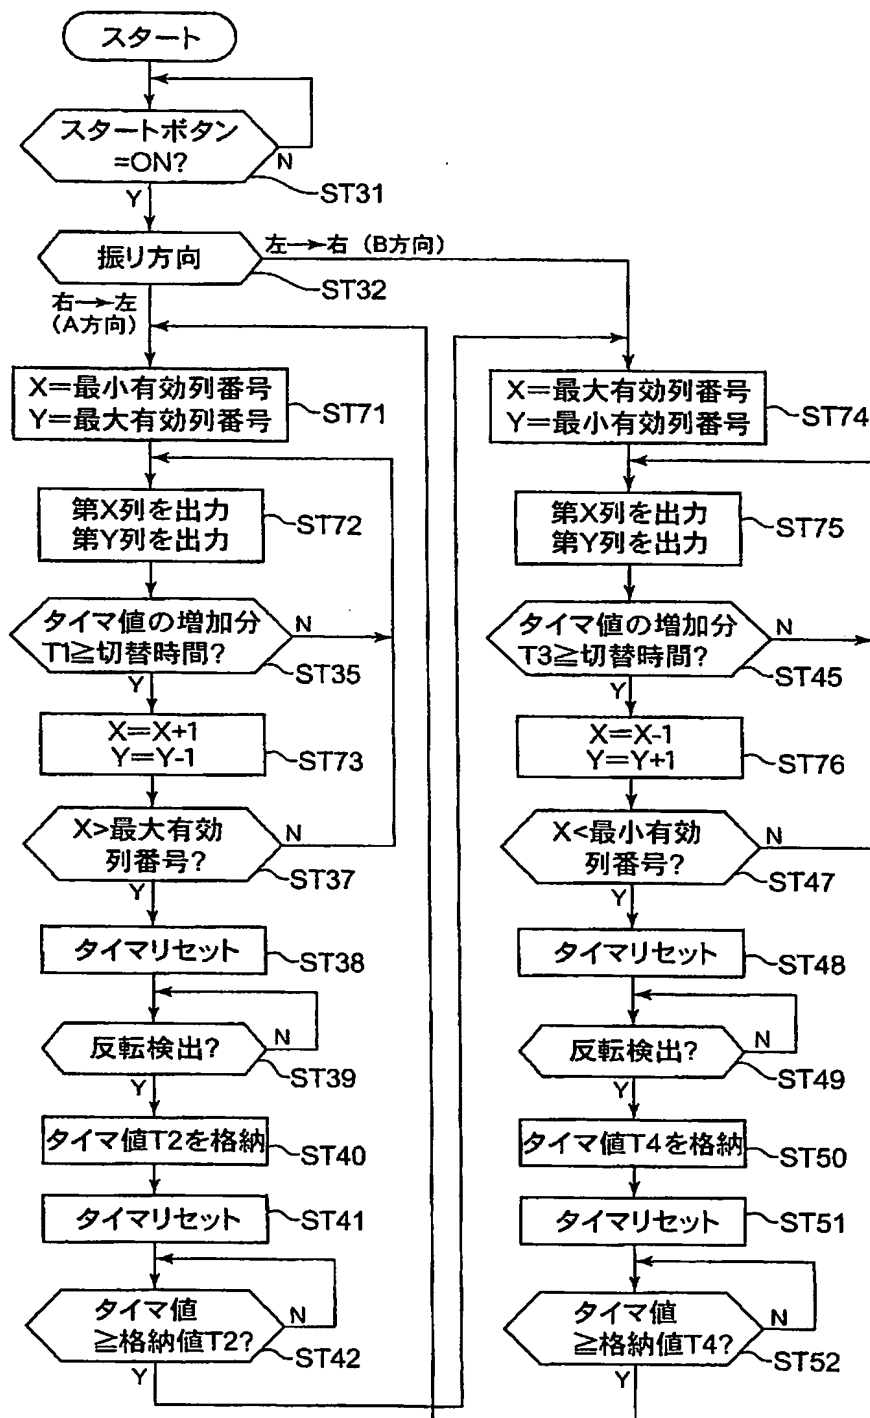 スタート
スタートボタン
=ON?
N
Y
ST31
振り方向
左→右（B方向）
ST32
右→左
（A方向）
X＝最小有効列番号
Y＝最大有効列番号
ST71
第X列を出力
第Y列を出力
ST72
タイマ値の増加分
T1≧切替時間?
N
Y
ST35
X＝X+1
Y＝Y-1
ST73
X>最大有効
列番号?
N
Y
ST37
タイマリセット
ST38
反転検出?
N
Y
ST39
タイマ値T2を格納
ST40
タイマリセット
ST41
タイマ値
≧格納値T2?
N
Y
ST42
X＝最大有効列番号
Y＝最小有効列番号
ST74
第X列を出力
第Y列を出力
ST75
タイマ値の増加分
T3≧切替時間?
N
Y
ST45
X＝X-1
Y＝Y+1
ST76
X<最小有効
列番号?
N
Y
ST47
タイマリセット
ST48
反転検出?
N
Y
ST49
タイマ値T4を格納
ST50
タイマリセット
ST51
タイマ値
≧格納値T4?
N
Y
ST52